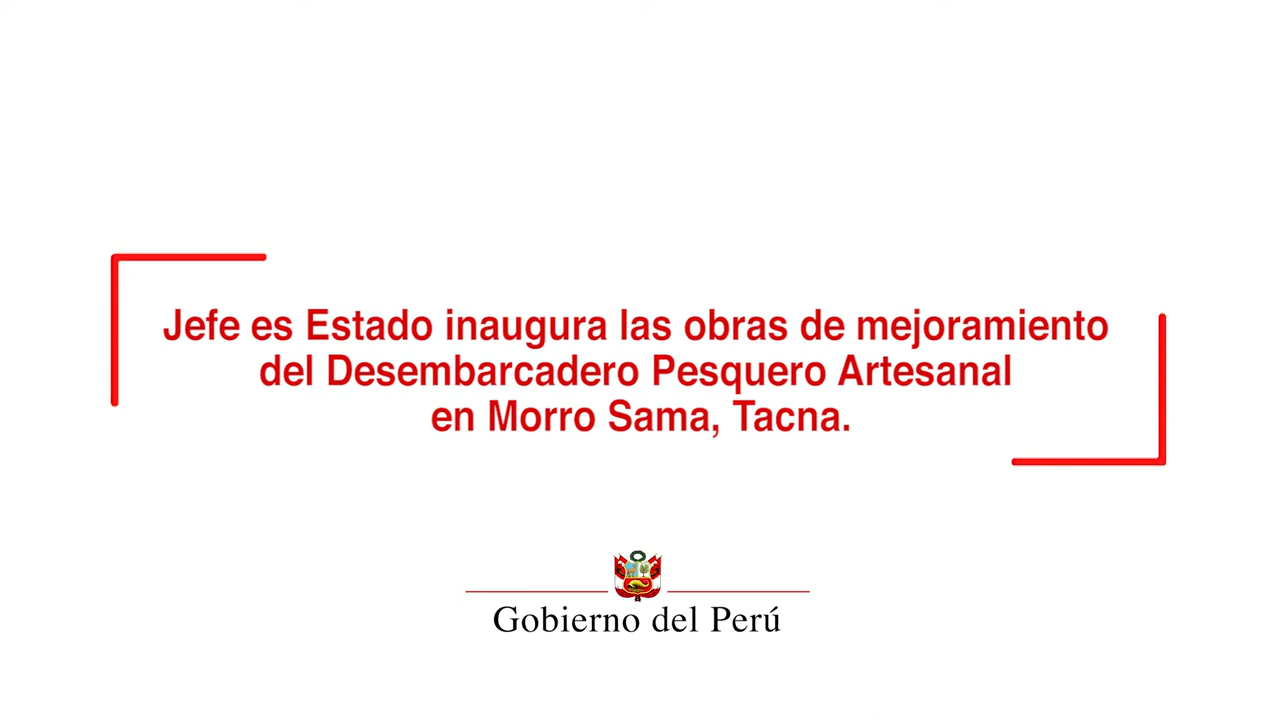 Jefe es Estado inaugura las obras de mejoramiento
del Desembarcadero Pesquero Artesanal
en Morro Sama, Tacna.
Gobierno del Perú